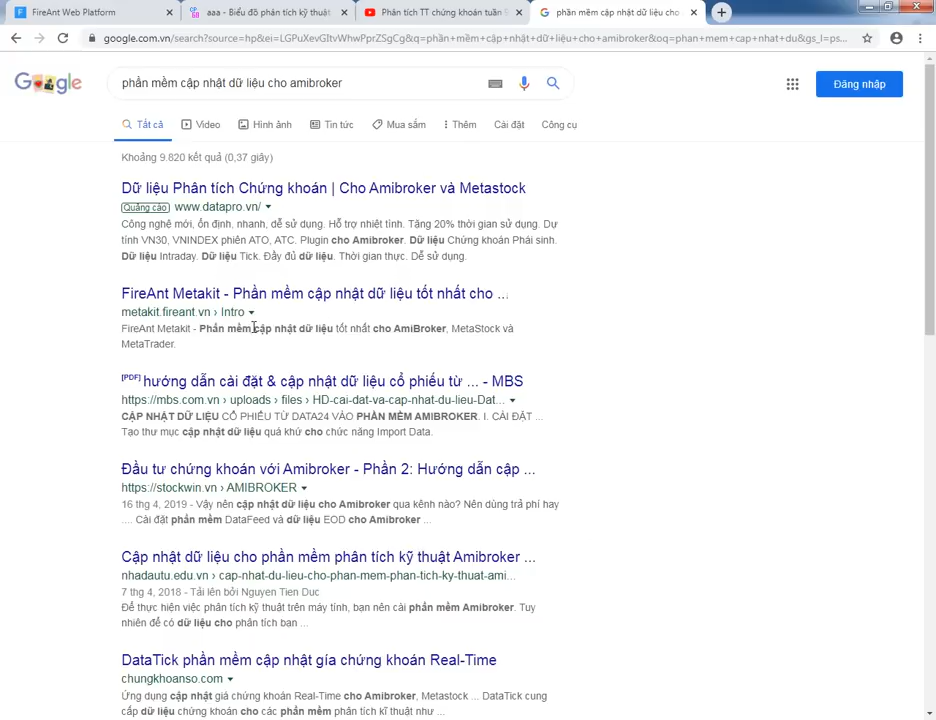 FireAnt Web Platform
aaa - Biểu đồ phân tích kỹ thuật
Phân tích TT chứng khoán tuần
phần mềm cập nhật dữ liệu cho
google.com.vn/search?source=hp&ei=LGPuXevGItvWhwPprZSgCg&q=phần+mềm+cập+nhật+dữ+liệu+cho+amibroker&oq=phan+mem+cap+nhat+du&gs_l=ps...
Google
phần mềm cập nhật dữ liệu cho amibroker
Đăng nhập
Tất cả
Video
Hình ảnh
Tin tức
Mua sắm
Thêm
Cài đặt
Công cụ
Khoảng 9.820 kết quả (0,37 giây)
Dữ liệu Phân tích Chứng khoán | Cho Amibroker và Metastock
Quảng cáo www.datapro.vn/
Công nghệ mới, ổn định, nhanh, dễ sử dụng. Hỗ trợ nhiệt tình. Tặng 20% thời gian sử dụng. Dự
tính VN30, VNINDEX phiên ATO, ATC. Plugin cho Amibroker. Dữ liệu Chứng khoán Phái sinh.
Dữ liệu Intraday. Dữ liệu Tick. Đầy đủ dữ liệu. Thời gian thực. Dễ sử dụng.
FireAnt Metakit - Phần mềm cập nhật dữ liệu tốt nhất cho ...
metakit.fireant.vn › Intro
FireAnt Metakit - Phần mềm cập nhật dữ liệu tốt nhất cho AmiBroker, MetaStock và
MetaTrader.
[PDF] hướng dẫn cài đặt & cập nhật dữ liệu cổ phiếu từ ... - MBS
https://mbs.com.vn › uploads › files › HD-cai-dat-va-cap-nhat-du-lieu-Dat...
CẬP NHẬT DỮ LIỆU CỔ PHIẾU TỪ DATA24 VÀO PHẦN MỀM AMIBROKER. I. CÀI ĐẶT ...
Tạo thư mục cập nhật dữ liệu quá khứ cho chức năng Import Data.
Đầu tư chứng khoán với Amibroker - Phần 2: Hướng dẫn cập ...
https://stockwin.vn › AMIBROKER
16 thg 4, 2019 - Vậy nên cập nhật dữ liệu cho Amibroker qua kênh nào? Nên dùng trả phí hay
.... Cài đặt phần mềm DataFeed và dữ liệu EOD cho Amibroker ...
Cập nhật dữ liệu cho phần mềm phân tích kỹ thuật Amibroker ...
nhadautu.edu.vn › cap-nhat-du-lieu-cho-phan-mem-phan-tich-ky-thuat-ami...
7 thg 4, 2018 - Tải lên bởi Nguyen Tien Duc
Để thực hiện việc phân tích kỹ thuật trên máy tính, bạn nên cài phần mềm Amibroker. Tuy
nhiên để có dữ liệu cho phân tích bạn ...
DataTick phần mềm cập nhật gía chứng khoán Real-Time
chungkhoanso.com
Ứng dụng cập nhật giá chứng khoán Real-Time cho Amibroker, Metastock ... DataTick cung
cấp dữ liệu chứng khoán cho các phần mềm phân tích kĩ thuật như ...